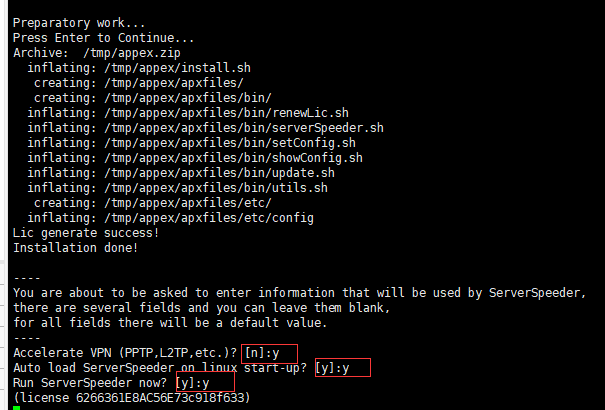 Preparatory work...
Press Enter to Continue...
Archive:  /tmp/appex.zip
  inflating: /tmp/appex/install.sh
   creating: /tmp/appex/apxfiles/
   creating: /tmp/appex/apxfiles/bin/
  inflating: /tmp/appex/apxfiles/bin/renewLic.sh
  inflating: /tmp/appex/apxfiles/bin/serverSpeeder.sh
  inflating: /tmp/appex/apxfiles/bin/setConfig.sh
  inflating: /tmp/appex/apxfiles/bin/showConfig.sh
  inflating: /tmp/appex/apxfiles/bin/update.sh
  inflating: /tmp/appex/apxfiles/bin/utils.sh
   creating: /tmp/appex/apxfiles/etc/
  inflating: /tmp/appex/apxfiles/etc/config
Lic generate success!
Installation done!
----
You are about to be asked to enter information that will be used by ServerSpeeder,
there are several fields and you can leave them blank,
for all fields there will be a default value.
----
Accelerate VPN (PPTP,L2TP,etc.)? [n]:y
Auto load ServerSpeeder on linux start-up? [y]:y
Run ServerSpeeder now? [y]:y
(license 6266361E8AC56E73c918f633)